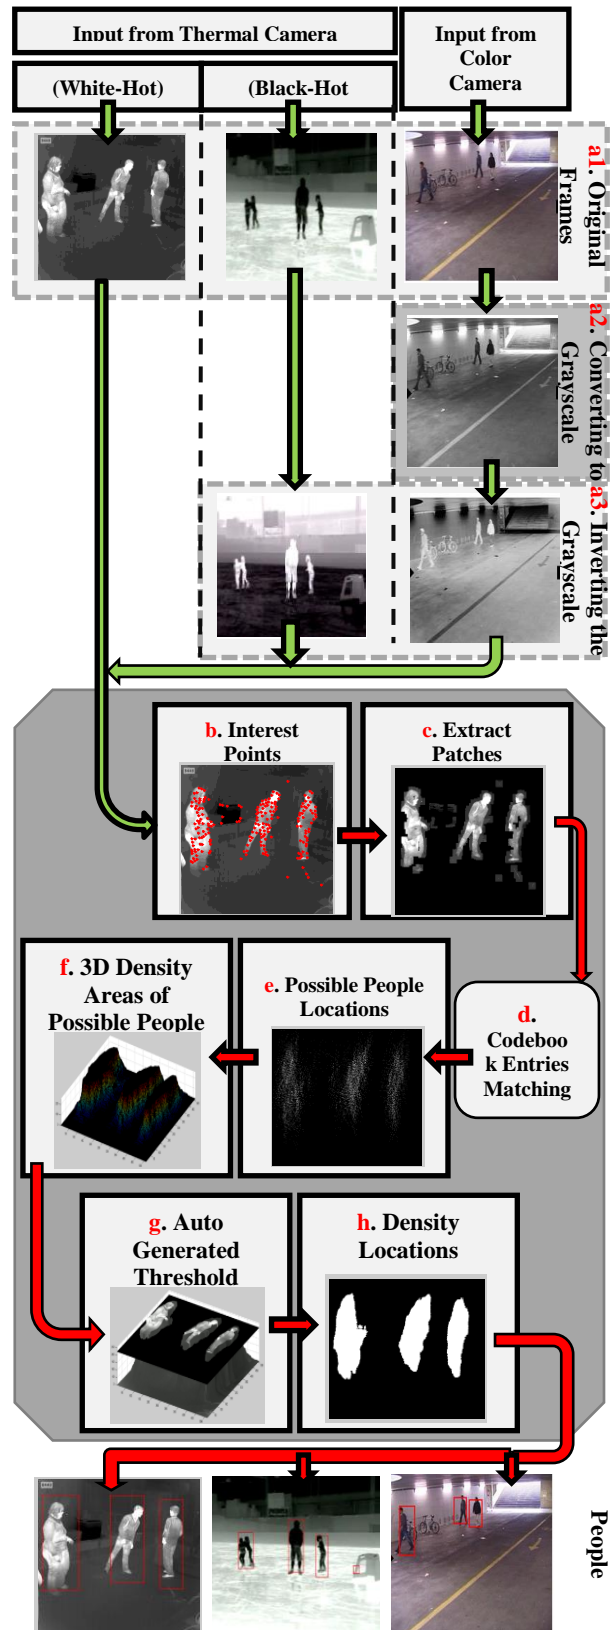 Input from Thermal Camera
Input from
Color
Camera
(White-Hot)
(Black-Hot
a1. Original
Frames
a2. Converting to
Grayscale
a3. Inverting the
Grayscale
b. Interest
Points
c. Extract
Patches
d.
Codeboo
k Entries
Matching
e. Possible People
Locations
f. 3D Density
Areas of
Possible People
g. Auto
Generated
Threshold
h. Density
Locations
People